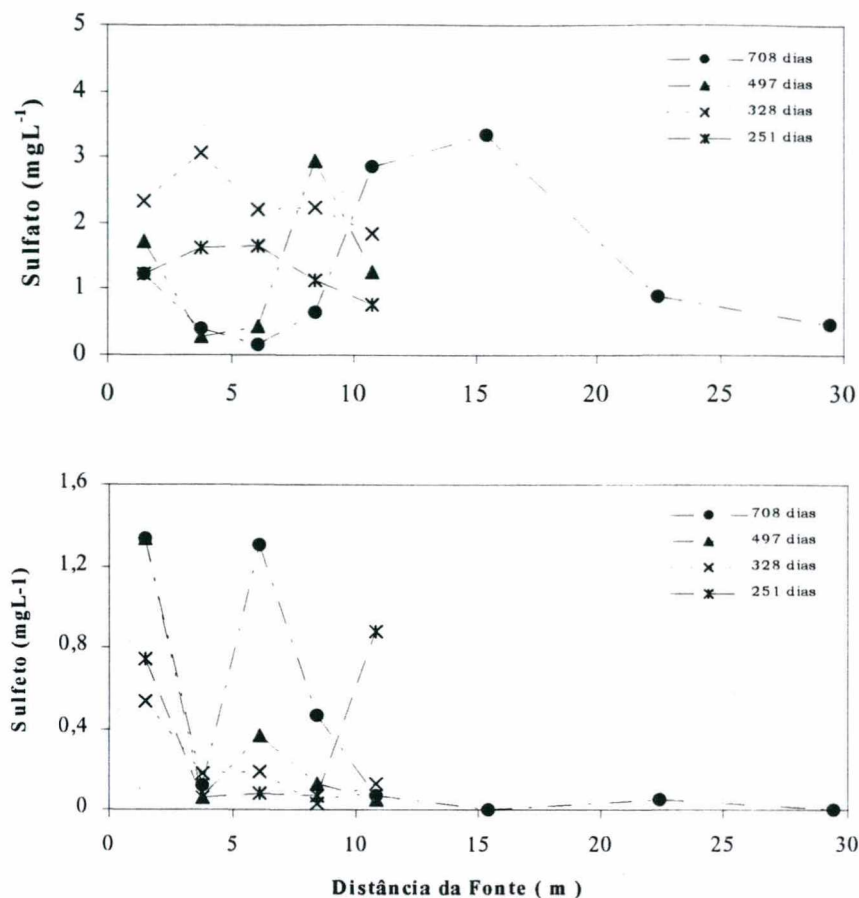 Sulfato (mgL-1)
5
4
3
2
1
0
0 5 10 15 20 25 30
708 dias
497 dias
328 dias
251 dias
Sulfeto (mgL-1)
1,6
1,2
0,8
0,4
0
0 5 10 15 20 25 30
708 dias
497 dias
328 dias
251 dias
Distância da Fonte ( m )